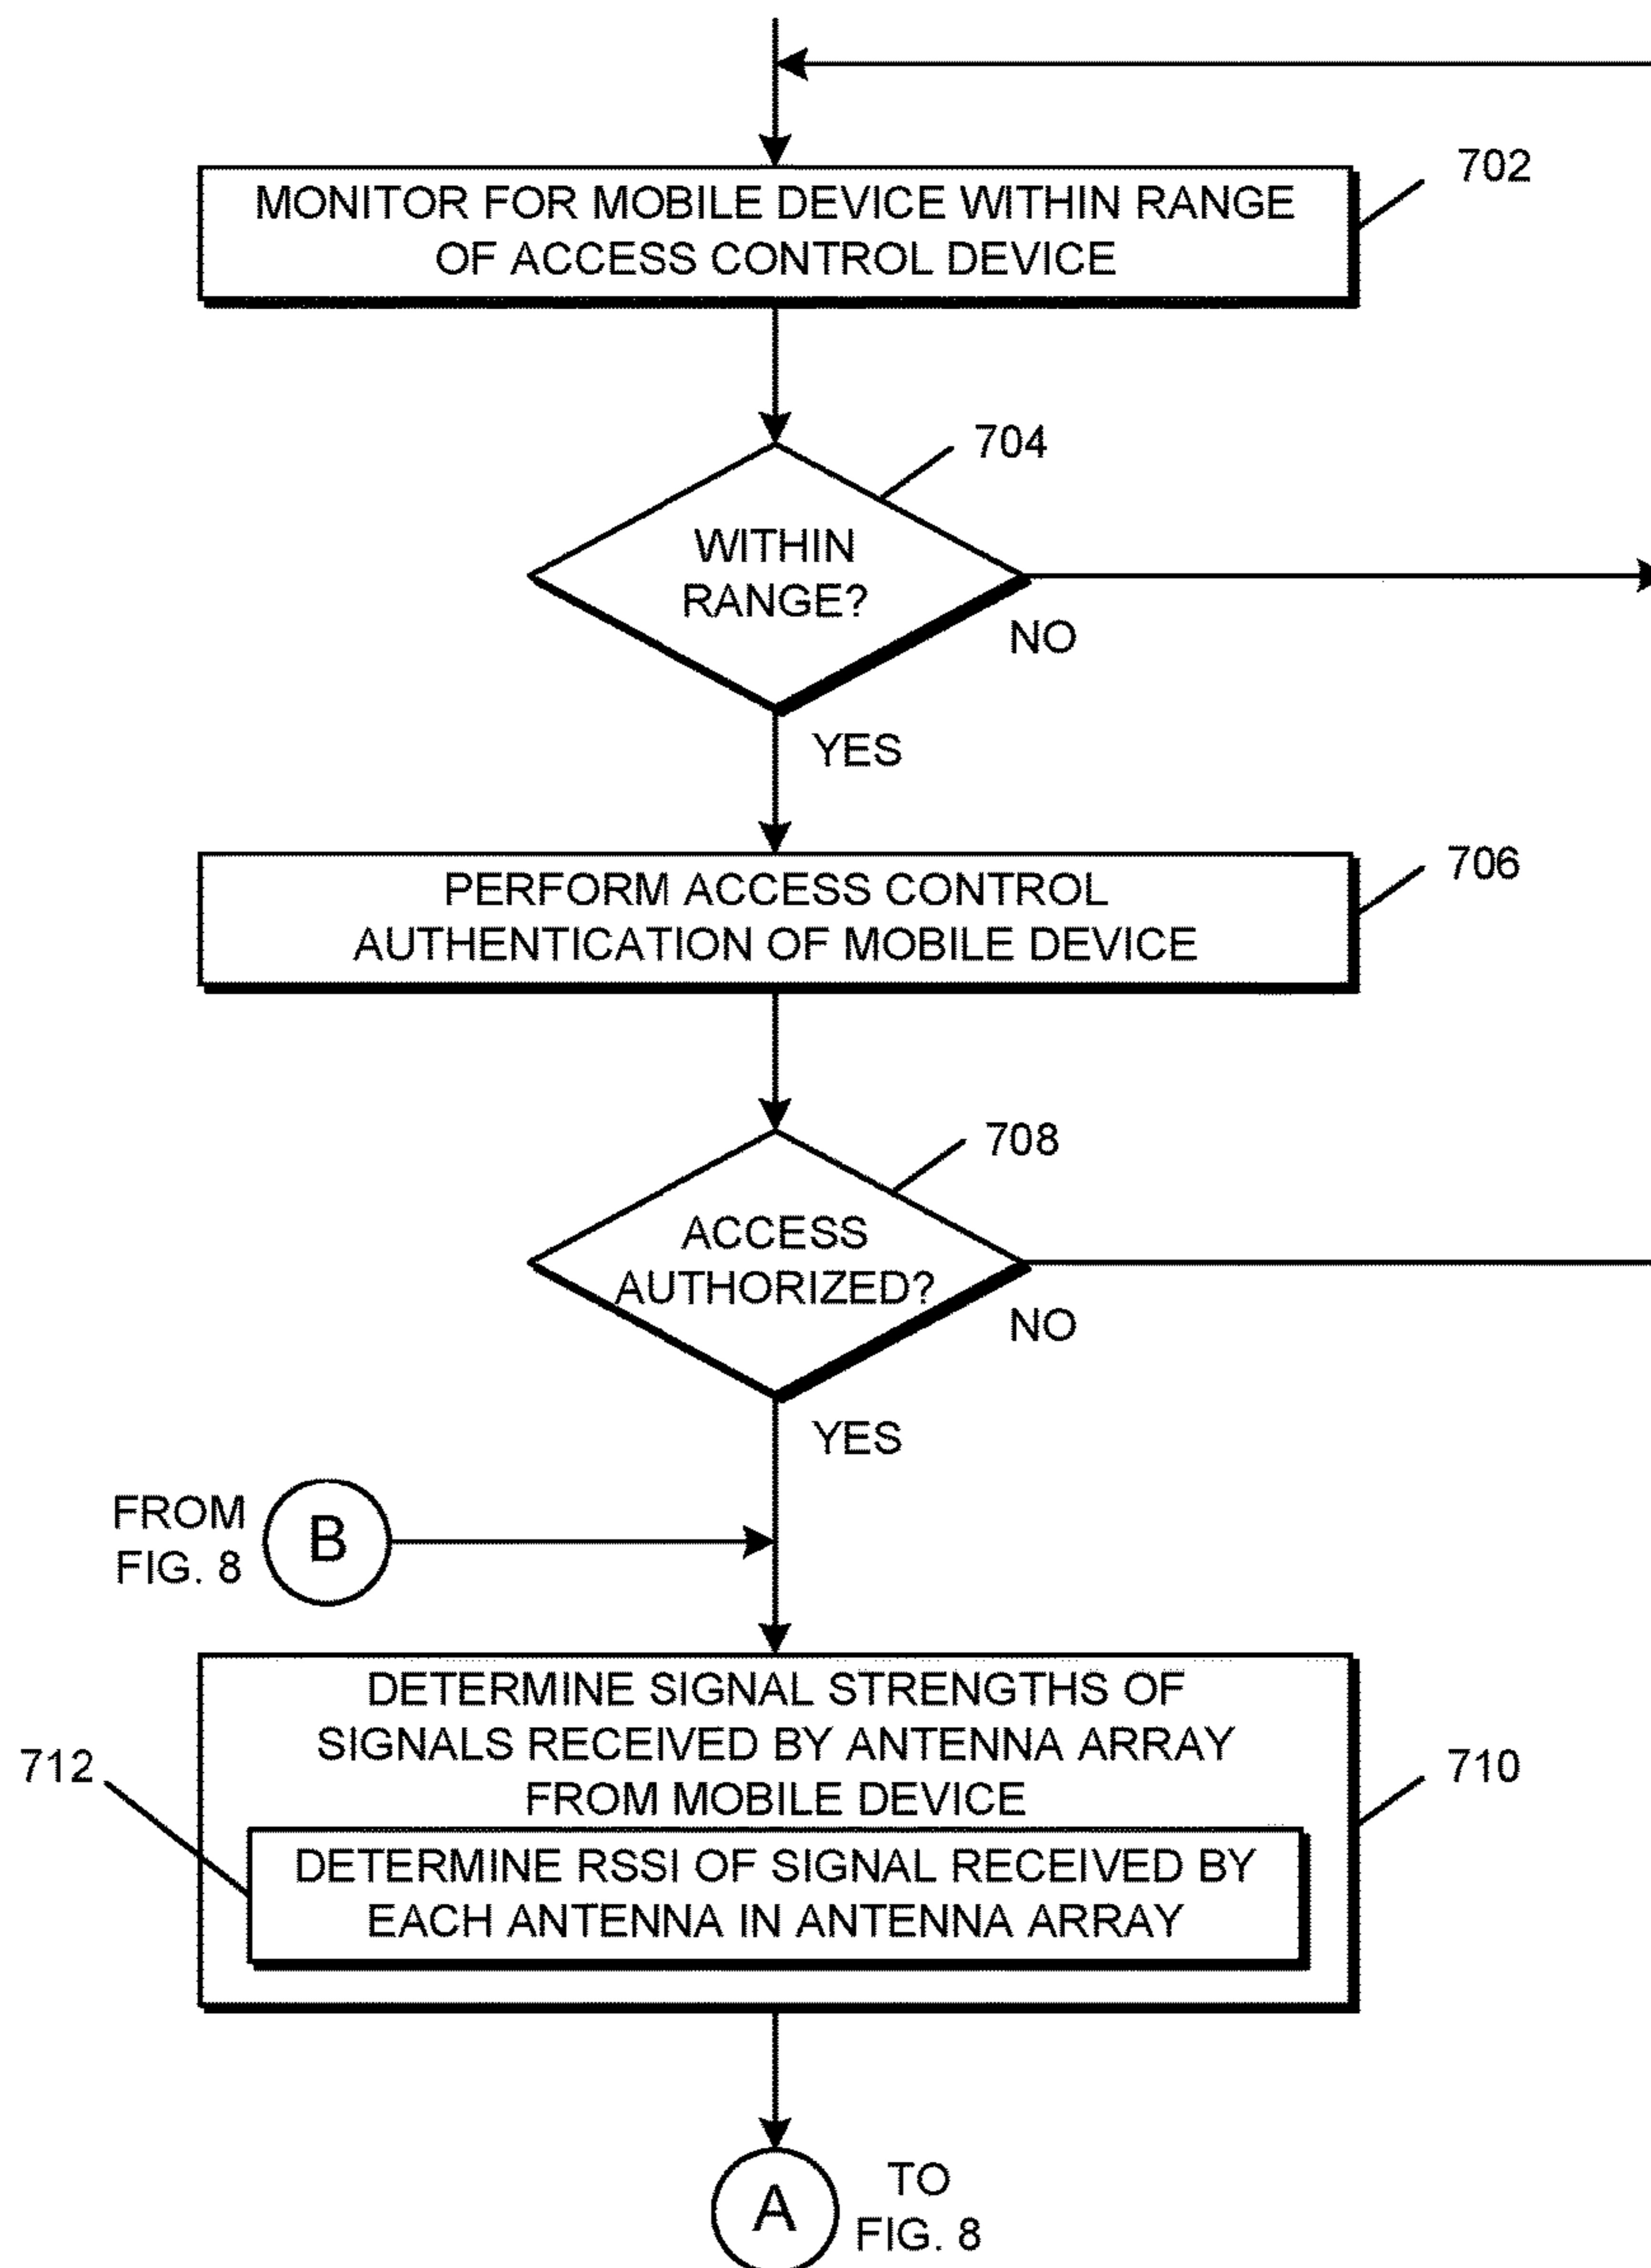 702
MONITOR FOR MOBILE DEVICE WITHIN RANGE
OF ACCESS CONTROL DEVICE
704
WITHIN
RANGE?
NO
YES
706
PERFORM ACCESS CONTROL
AUTHENTICATION OF MOBILE DEVICE
708
ACCESS
AUTHORIZED?
NO
YES
FROM
FIG. 8
B
DETERMINE SIGNAL STRENGTHS OF
SIGNALS RECEIVED BY ANTENNA ARRAY
FROM MOBILE DEVICE
712
710
DETERMINE RSSI OF SIGNAL RECEIVED BY
EACH ANTENNA IN ANTENNA ARRAY
A
TO
FIG. 8